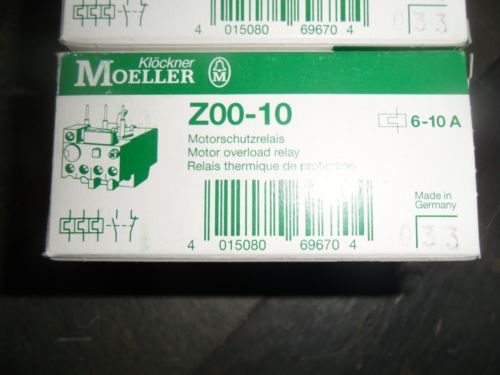 4 015080 69670 4
033
Klöckner
MOELLER M
Z00-10
Motorschutzrelais
Motor overload relay
Relais thermique de protection
6-10 A
Made in
Germany
4 015080 69670 4
033